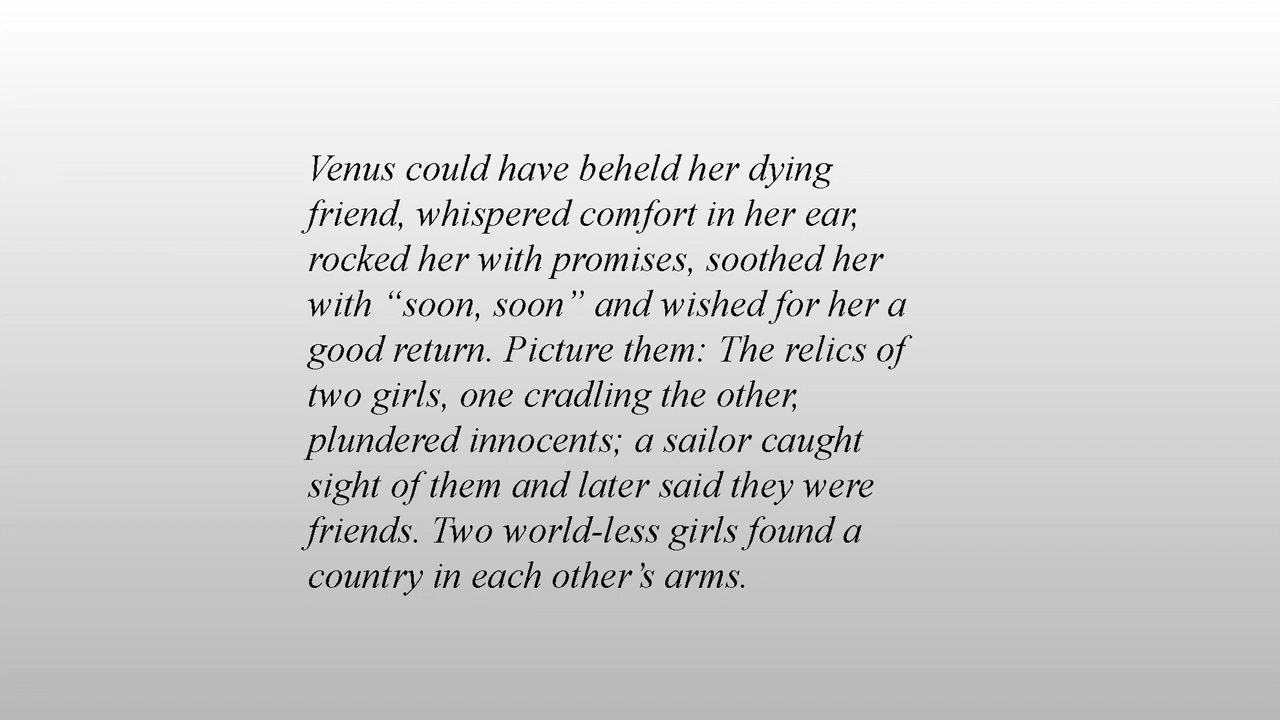 Venus could have beheld her dying
friend, whispered comfort in her ear,
rocked her with promises, soothed her
with “soon, soon” and wished for her a
good return. Picture them: The relics of
two girls, one cradling the other,
plundered innocents; a sailor caught
sight of them and later said they were
friends. Two world-less girls found a
country in each other’s arms.